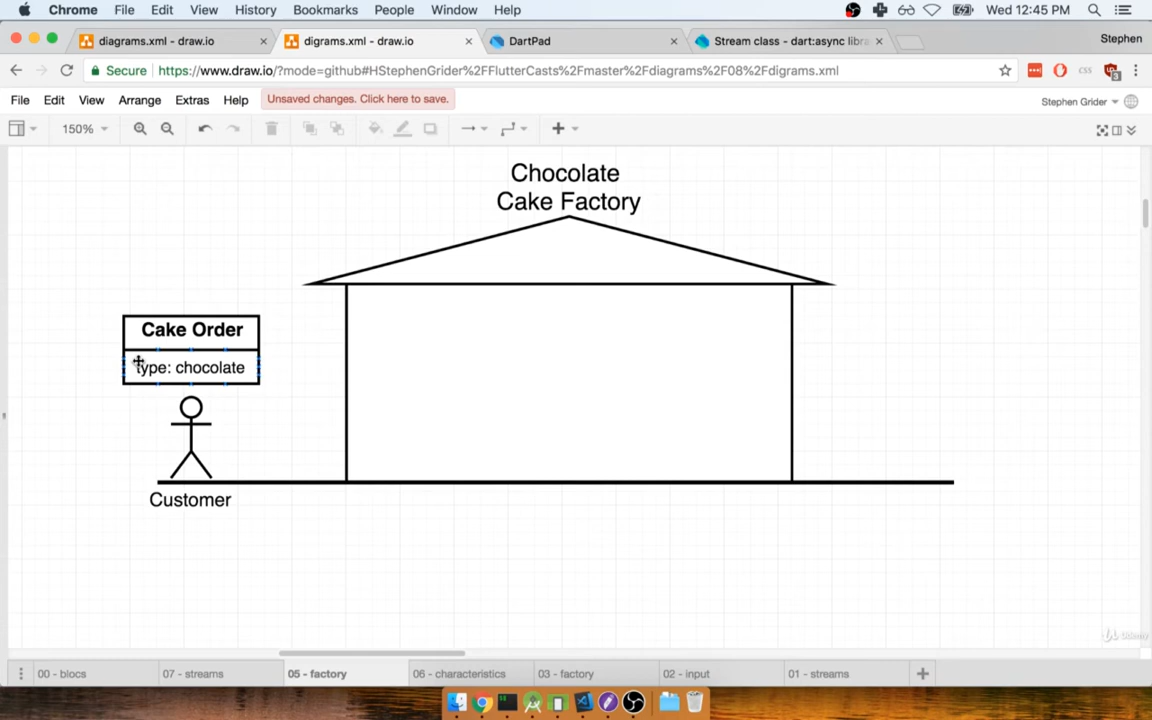 Chrome File Edit View History Bookmarks People Window Help Wed 12:45 PM
diagrams.xml - draw.io digrams.xml - draw.io DartPad Stream class - dart:async libra Stephen
Secure https://www.draw.io/?mode=github#HStephenGrider%2FFlutterCasts%2Fmaster%2Fdiagrams%2F08%2Fdigrams.xml
File Edit View Arrange Extras Help Unsaved changes. Click here to save. Stephen Grider
150%
Chocolate
Cake Factory
Cake Order
type: chocolate
Customer
Udemy
00 - blocs 07 - streams 05 - factory 06 - characteristics 03 - factory 02 - input 01 - streams